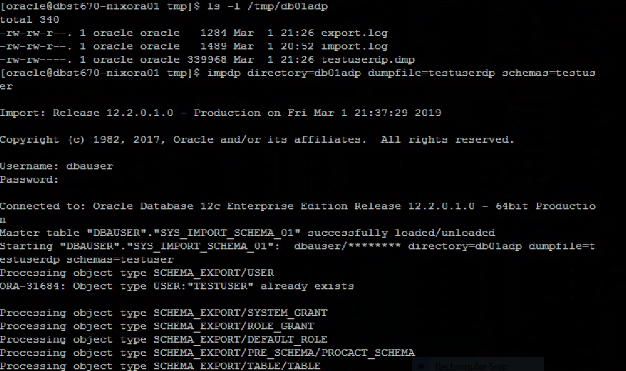 [oracle@dbst670-nixora01 tmp]$ ls -l /tmp/db01adp
total 340
-rw-rw-r--. 1 oracle oracle   1284 Mar  1 21:26 export.log
-rw-rw-r--. 1 oracle oracle   1489 Mar  1 20:52 import.log
-rw-rw----. 1 oracle oracle 339968 Mar  1 21:26 testuserdp.dmp
[oracle@dbst670-nixora01 tmp]$ impdp directory=db01adp dumpfile=testuserdp schemas=testus
er
Import: Release 12.2.0.1.0 - Production on Fri Mar 1 21:37:29 2019
Copyright (c) 1982, 2017, Oracle and/or its affiliates.  All rights reserved.
Username: dbauser
Password:
Connected to: Oracle Database 12c Enterprise Edition Release 12.2.0.1.0 - 64bit Productio
n
Master table "DBAUSER"."SYS_IMPORT_SCHEMA_01" successfully loaded/unloaded
Starting "DBAUSER"."SYS_IMPORT_SCHEMA_01":  dbauser/******** directory=db01adp dumpfile=t
estuserdp schemas=testuser
Processing object type SCHEMA_EXPORT/USER
ORA-31684: Object type USER:"TESTUSER" already exists
Processing object type SCHEMA_EXPORT/SYSTEM_GRANT
Processing object type SCHEMA_EXPORT/ROLE_GRANT
Processing object type SCHEMA_EXPORT/DEFAULT_ROLE
Processing object type SCHEMA_EXPORT/PRE_SCHEMA/PROCACT_SCHEMA
Processing object type SCHEMA_EXPORT/TABLE/TABLE